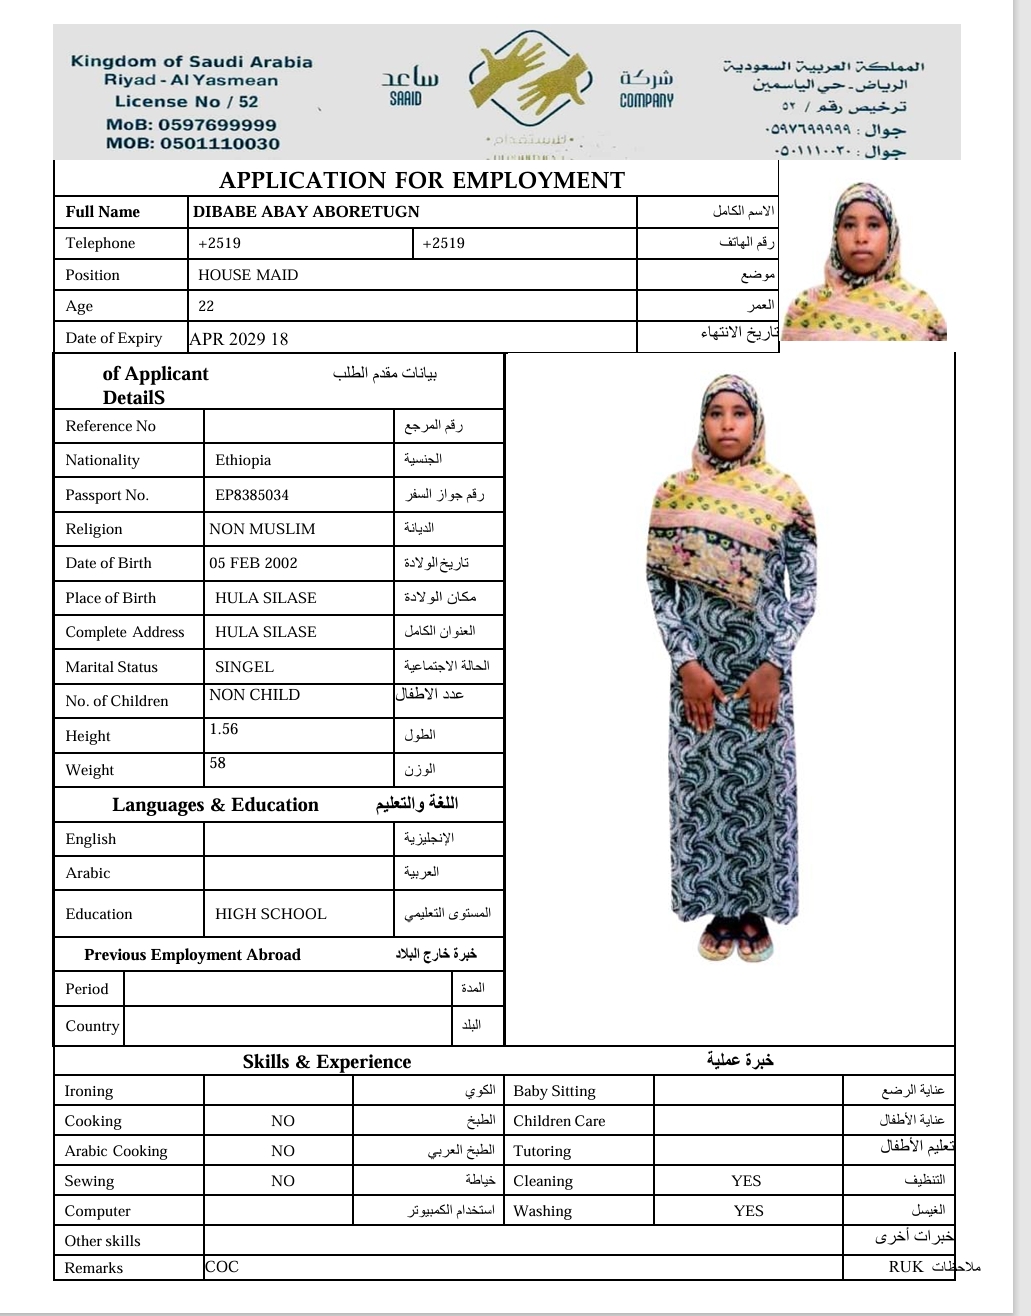 Kingdom of Saudi Arabia
Riyad - Al Yasmean
License No / 52
MoB: 0597699999
MOB: 0501110030
ساعد
SAAID
شركة
COMPANY
للاستقدام
المملكة العربية السعودية
الرياض - حي الياسمين
ترخيص رقم / ٥٢
جوال : ٠٥٩٧٦٩٩٩٩٩
جوال : ٠٥٠١١١٠٠٣٠
APPLICATION FOR EMPLOYMENT
Full Name DIBABE ABAY ABORETUGN الاسم الكامل
Telephone +2519 +2519 رقم الهاتف
Position HOUSE MAID موضع
Age 22 العمر
Date of Expiry APR 2029 18 تاريخ الانتهاء
of Applicant بيانات مقدم الطلب
DetailS
Reference No رقم المرجع
Nationality Ethiopia الجنسية
Passport No. EP8385034 رقم جواز السفر
Religion NON MUSLIM الديانة
Date of Birth 05 FEB 2002 تاريخ الولادة
Place of Birth HULA SILASE مكان الولادة
Complete Address HULA SILASE العنوان الكامل
Marital Status SINGEL الحالة الاجتماعية
No. of Children NON CHILD عدد الاطفال
Height 1.56 الطول
Weight 58 الوزن
Languages & Education اللغة والتعليم
English الإنجليزية
Arabic العربية
Education HIGH SCHOOL المستوى التعليمي
Previous Employment Abroad خبرة خارج البلاد
Period المدة
Country البلد
Skills & Experience خبرة عملية
Ironing الكوي Baby Sitting عناية الرضع
Cooking NO الطبخ Children Care عناية الأطفال
Arabic Cooking NO الطبخ العربي Tutoring تعليم الأطفال
Sewing NO خياطة Cleaning YES التنظيف
Computer استخدام الكمبيوتر Washing YES الغيسل
Other skills خبرات أخرى
Remarks COC RUK ملاحظات